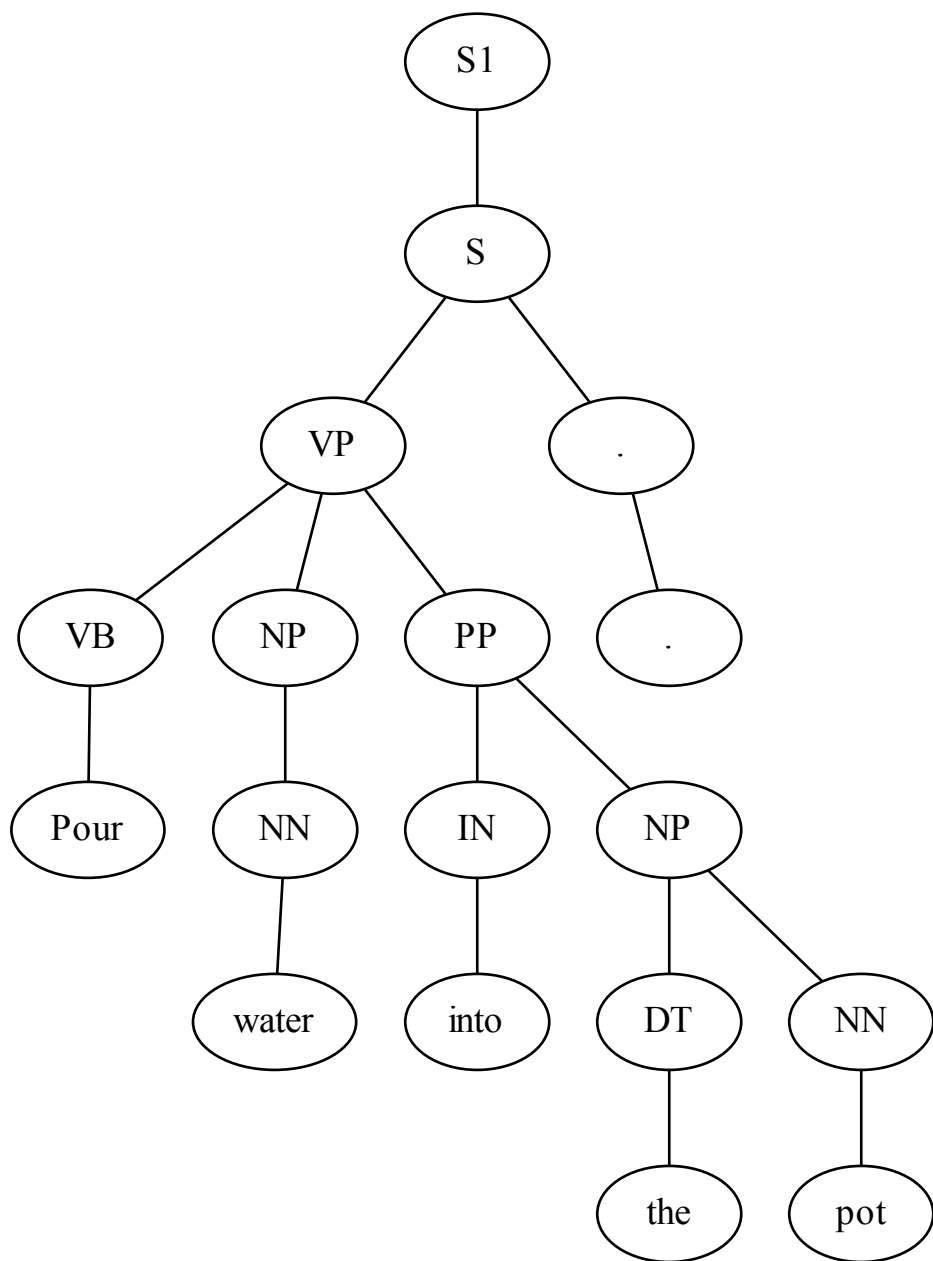 S1
S
VP .
VB NP PP .
Pour NN IN NP
water into DT NN
the pot